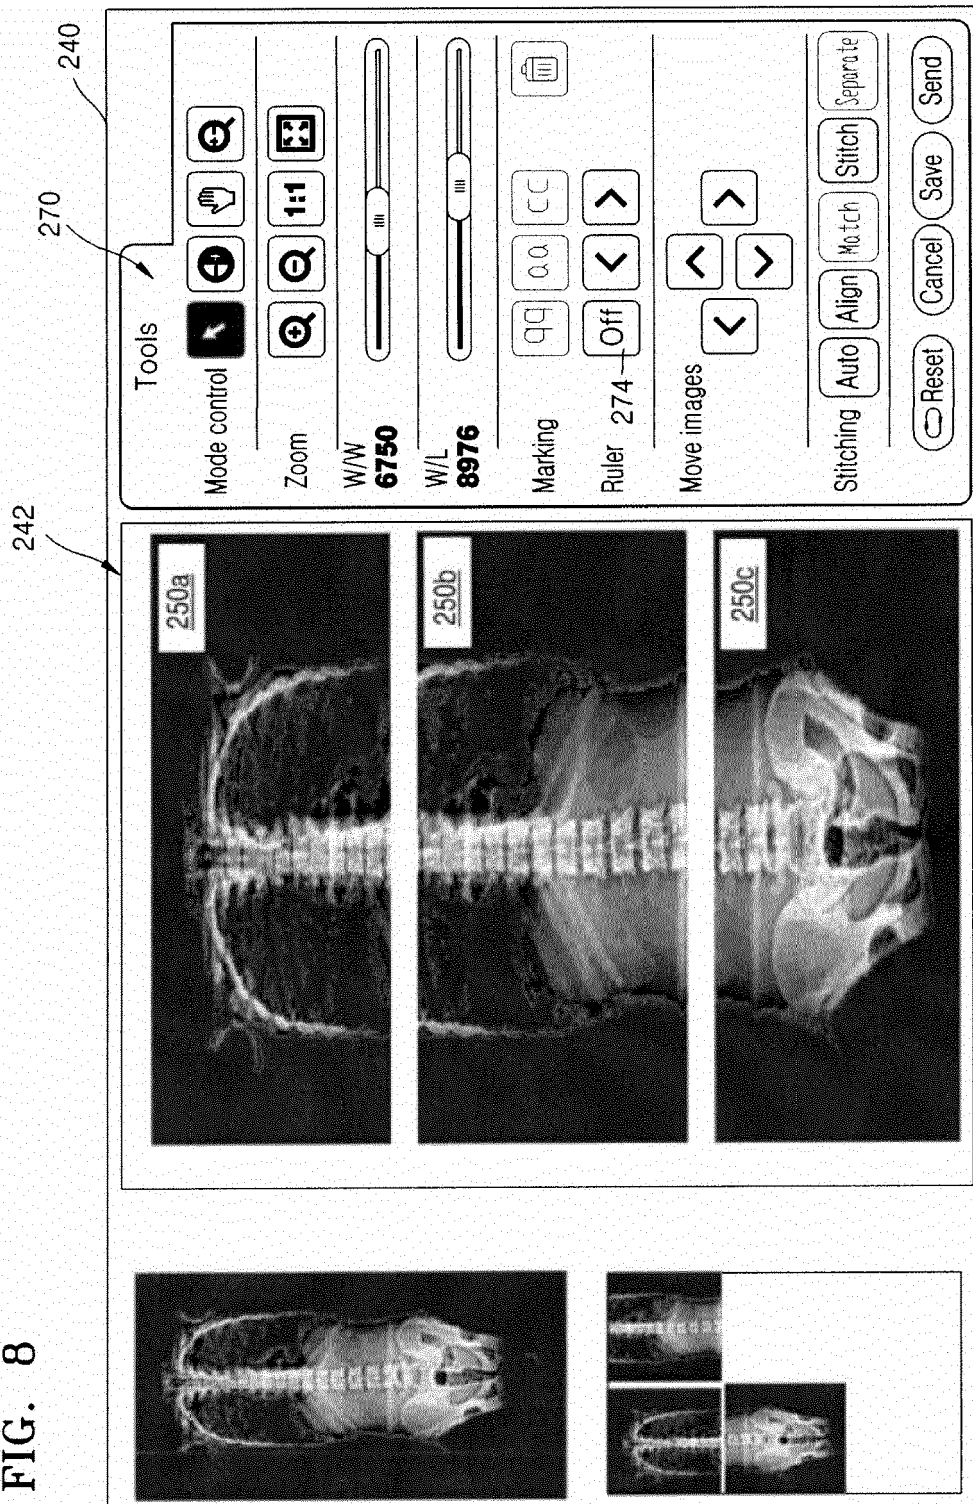 FIG. 8
242
270
240
250a
250b
250c
Tools
Mode control
Zoom
1:1
W/W
6750
W/L
8976
Marking
qq aa cc
Ruler
Off
274
Move images
Stitching Auto Align Match Stitch Separate
Reset Cancel Save Send